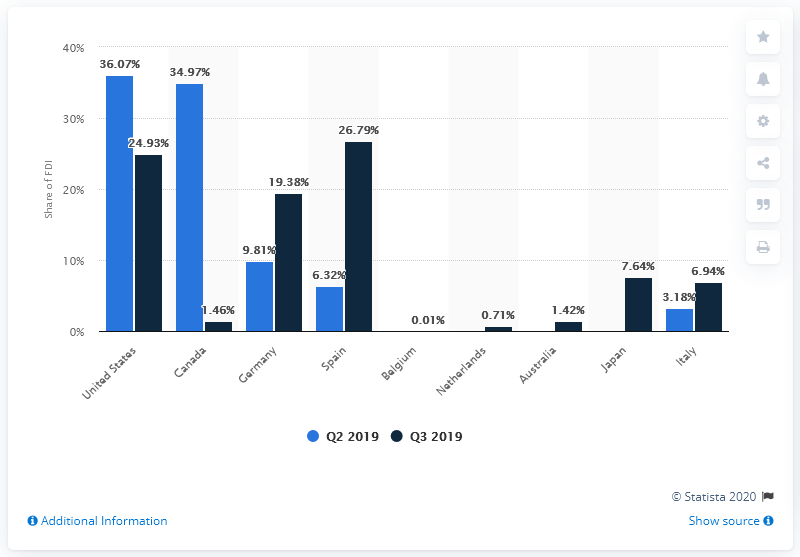 40%
30%
20%
10%
0%
Share of FDI
36.07%
24.93%
34.97%
1.46%
9.81%
19.38%
6.32%
26.79%
0.01%
0.71%
1.42%
7.64%
3.18%
6.94%
United States
Canada
Germany
Spain
Belgium
Netherlands
Australia
Japan
Italy
Q2 2019 Q3 2019
© Statista 2020
Additional Information Show source